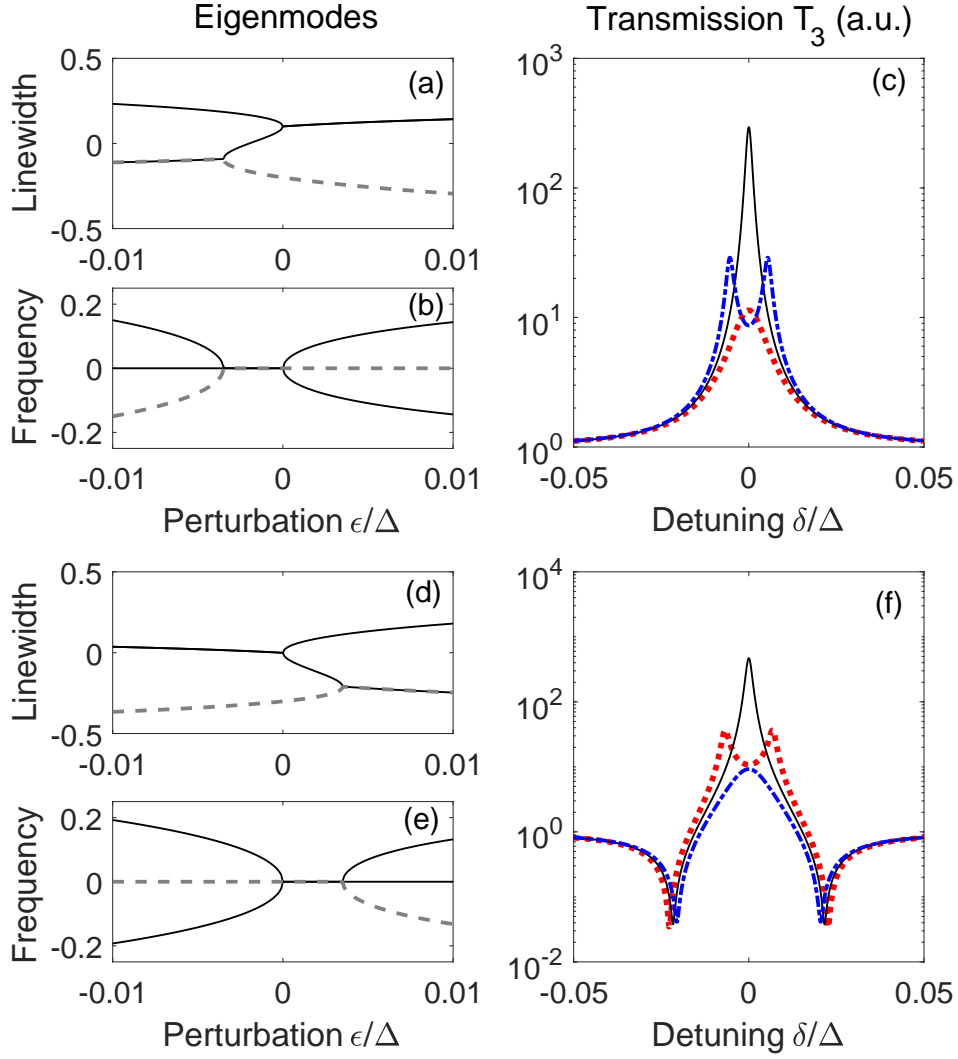 Eigenmodes
Transmission T_3 (a.u.)
(a)
Linewidth
0.5
0
-0.5
-0.01
0
0.01
(b)
Frequency
0.2
0
-0.2
-0.01
0
0.01
Perturbation ϵ/Δ
(c)
10^3
10^2
10^1
10^0
-0.05
0
0.05
Detuning δ/Δ
(d)
Linewidth
0.5
0
-0.5
-0.01
0
0.01
(e)
Frequency
0.2
0
-0.2
-0.01
0
0.01
Perturbation ϵ/Δ
(f)
10^4
10^2
10^0
10^-2
-0.05
0
0.05
Detuning δ/Δ